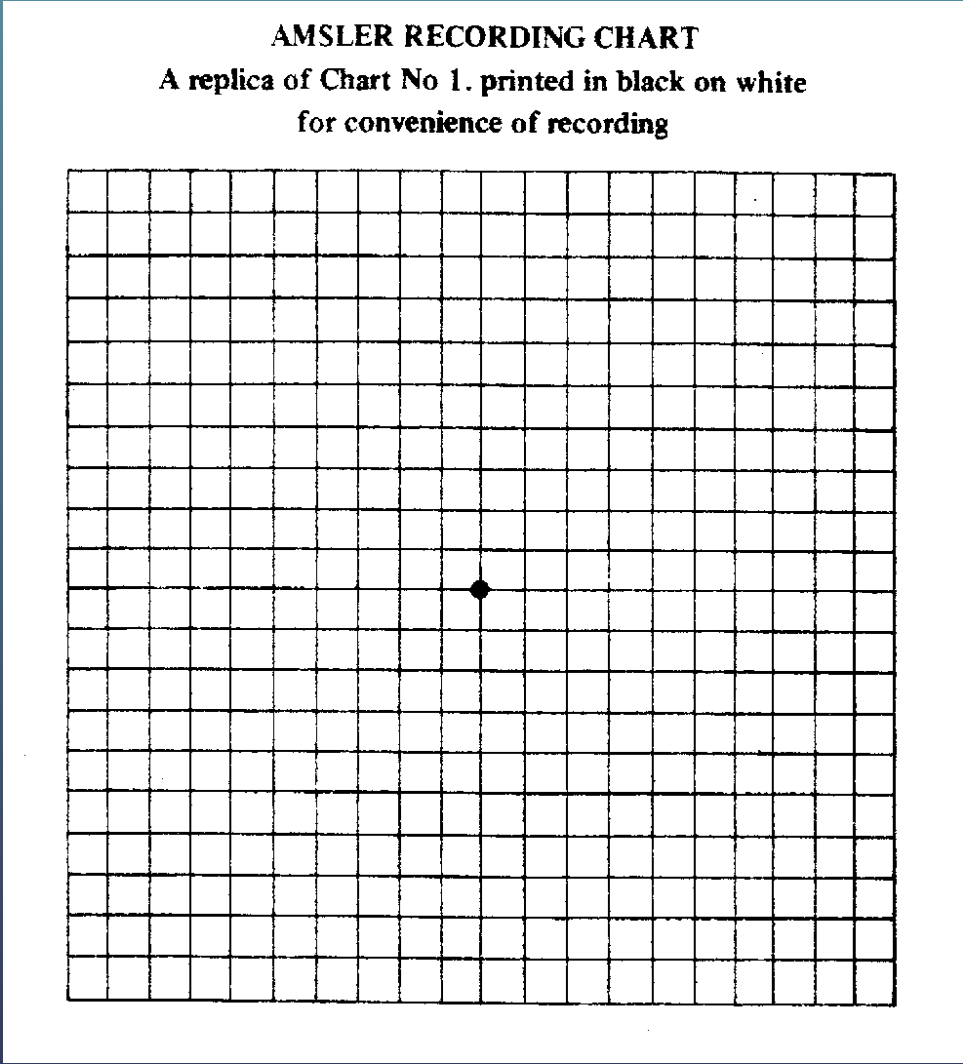 AMSLER RECORDING CHART
A replica of Chart No 1. printed in black on white
for convenience of recording